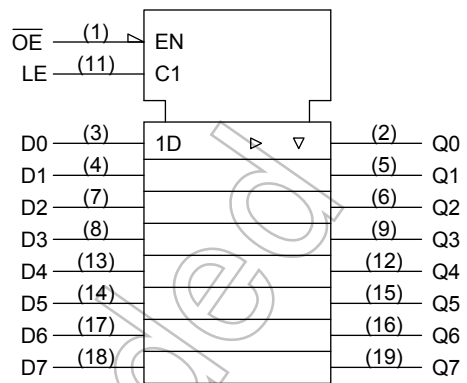 OE (1) EN
LE (11) C1
D0 (3) 1D (2) Q0
D1 (4) (5) Q1
D2 (7) (6) Q2
D3 (8) (9) Q3
D4 (13) (12) Q4
D5 (14) (15) Q5
D6 (17) (16) Q6
D7 (18) (19) Q7
ded